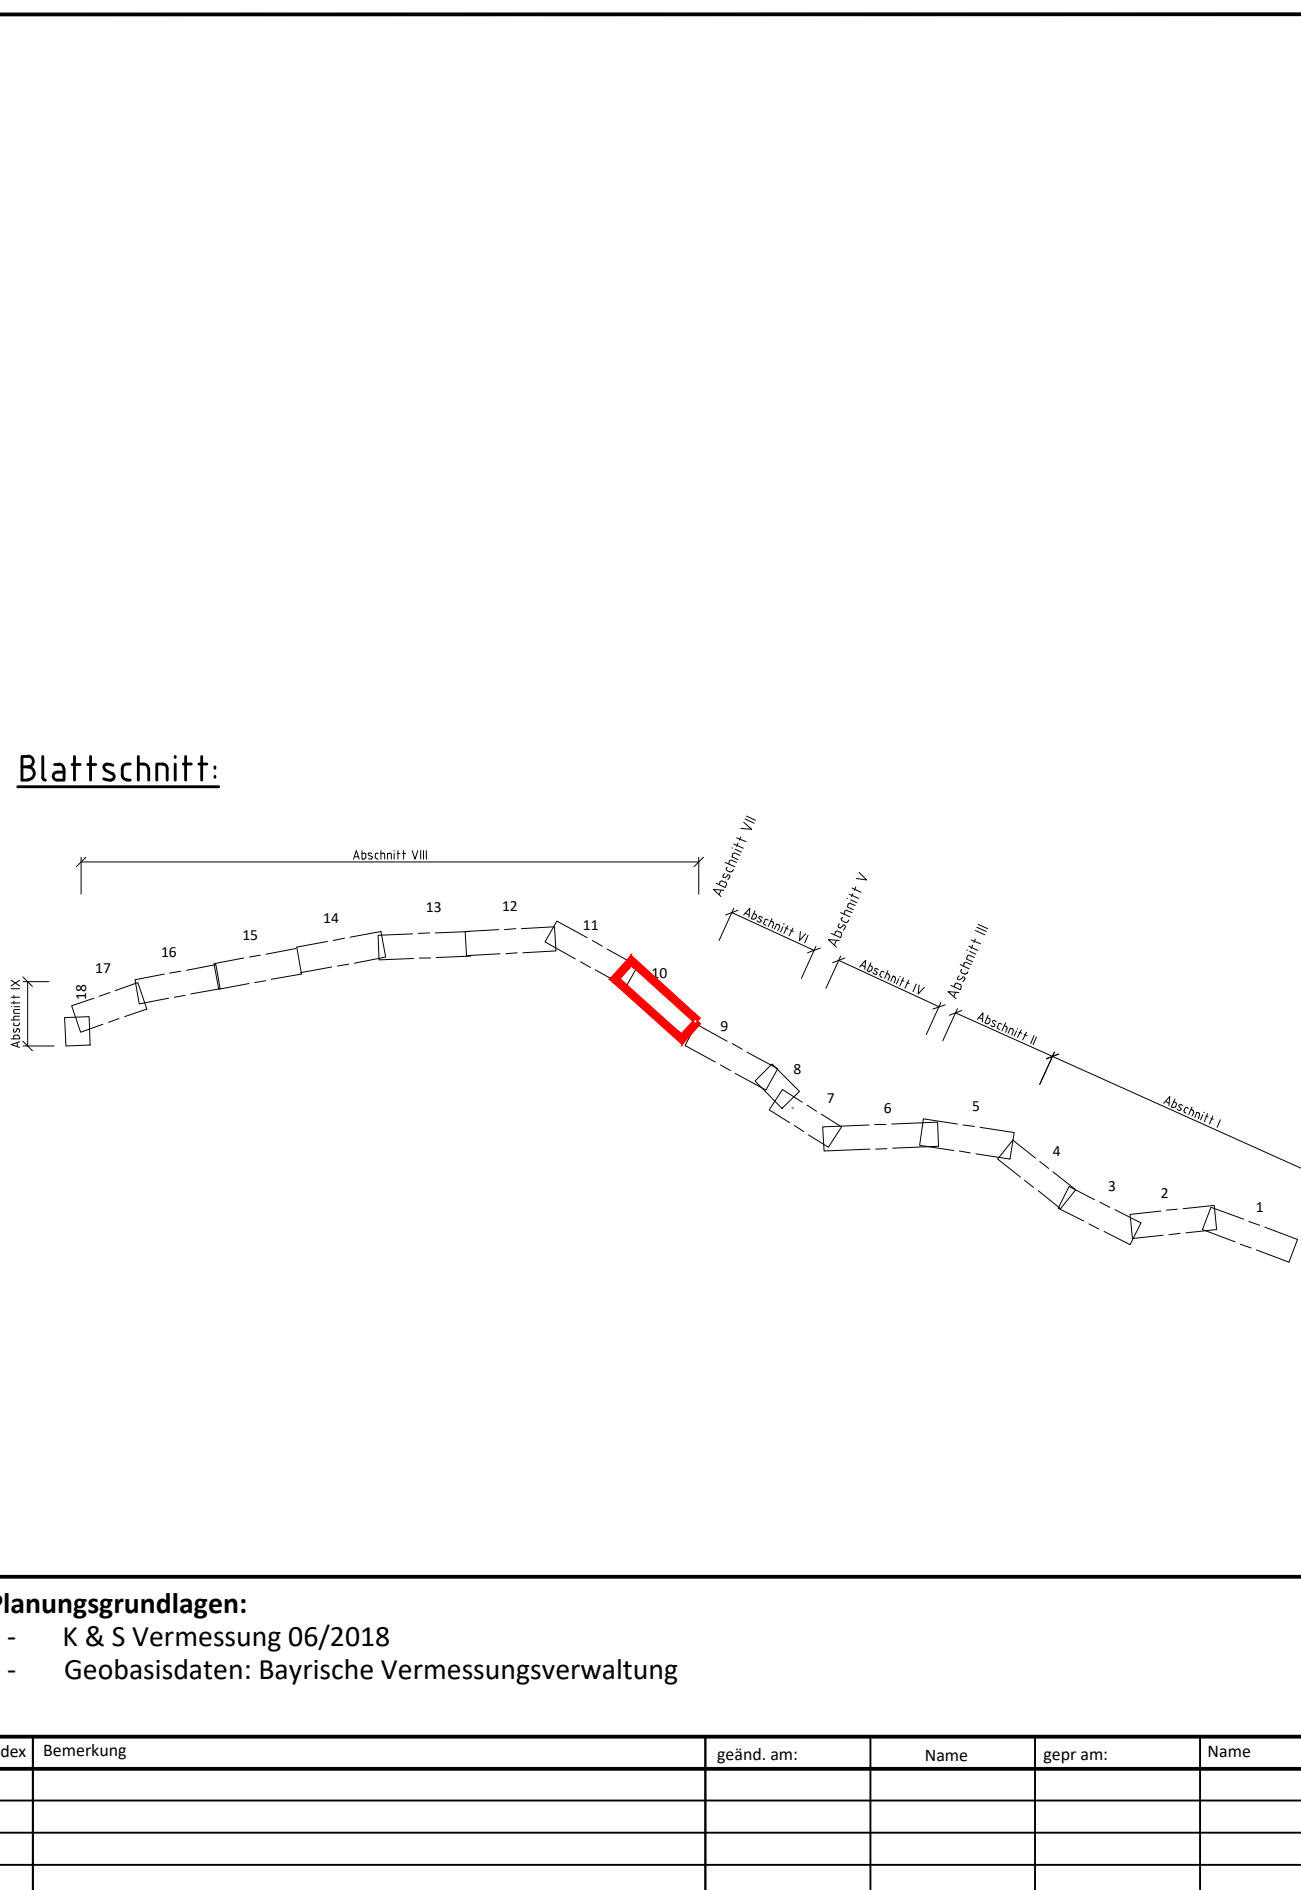 Blattschnitt:
Abschnitt VIII
Abschnitt VII
Abschnitt VI
Abschnitt V
Abschnitt IV
Abschnitt III
Abschnitt II
Abschnitt I
Abschnitt IX
18
17
16
15
14
13
12
11
10
9
8
7
6
5
4
3
2
1
Planungsgrundlagen:
- K & S Vermessung 06/2018
- Geobasisdaten: Bayrische Vermessungsverwaltung
dex Bemerkung geänd. am: Name gepr am: Name